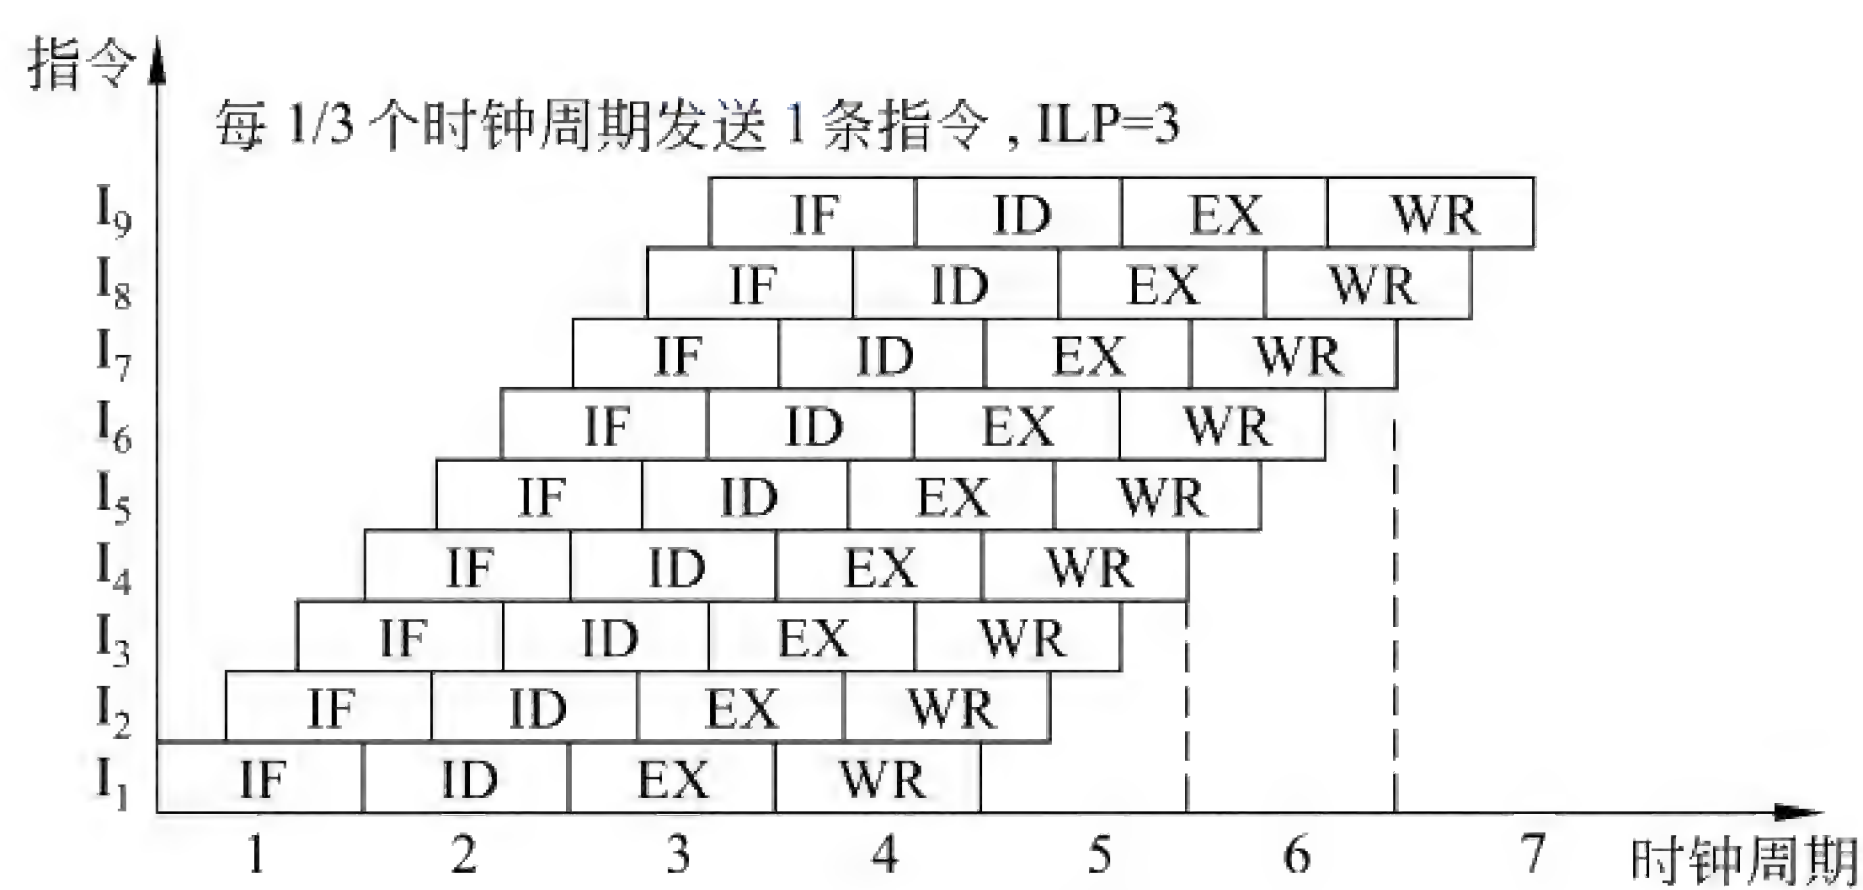 指令
每 1/3 个时钟周期发送 1 条指令 , ILP=3
I9 IF ID EX WR
I8 IF ID EX WR
I7 IF ID EX WR
I6 IF ID EX WR
I5 IF ID EX WR
I4 IF ID EX WR
I3 IF ID EX WR
I2 IF ID EX WR
I1 IF ID EX WR
1 2 3 4 5 6 7 时钟周期